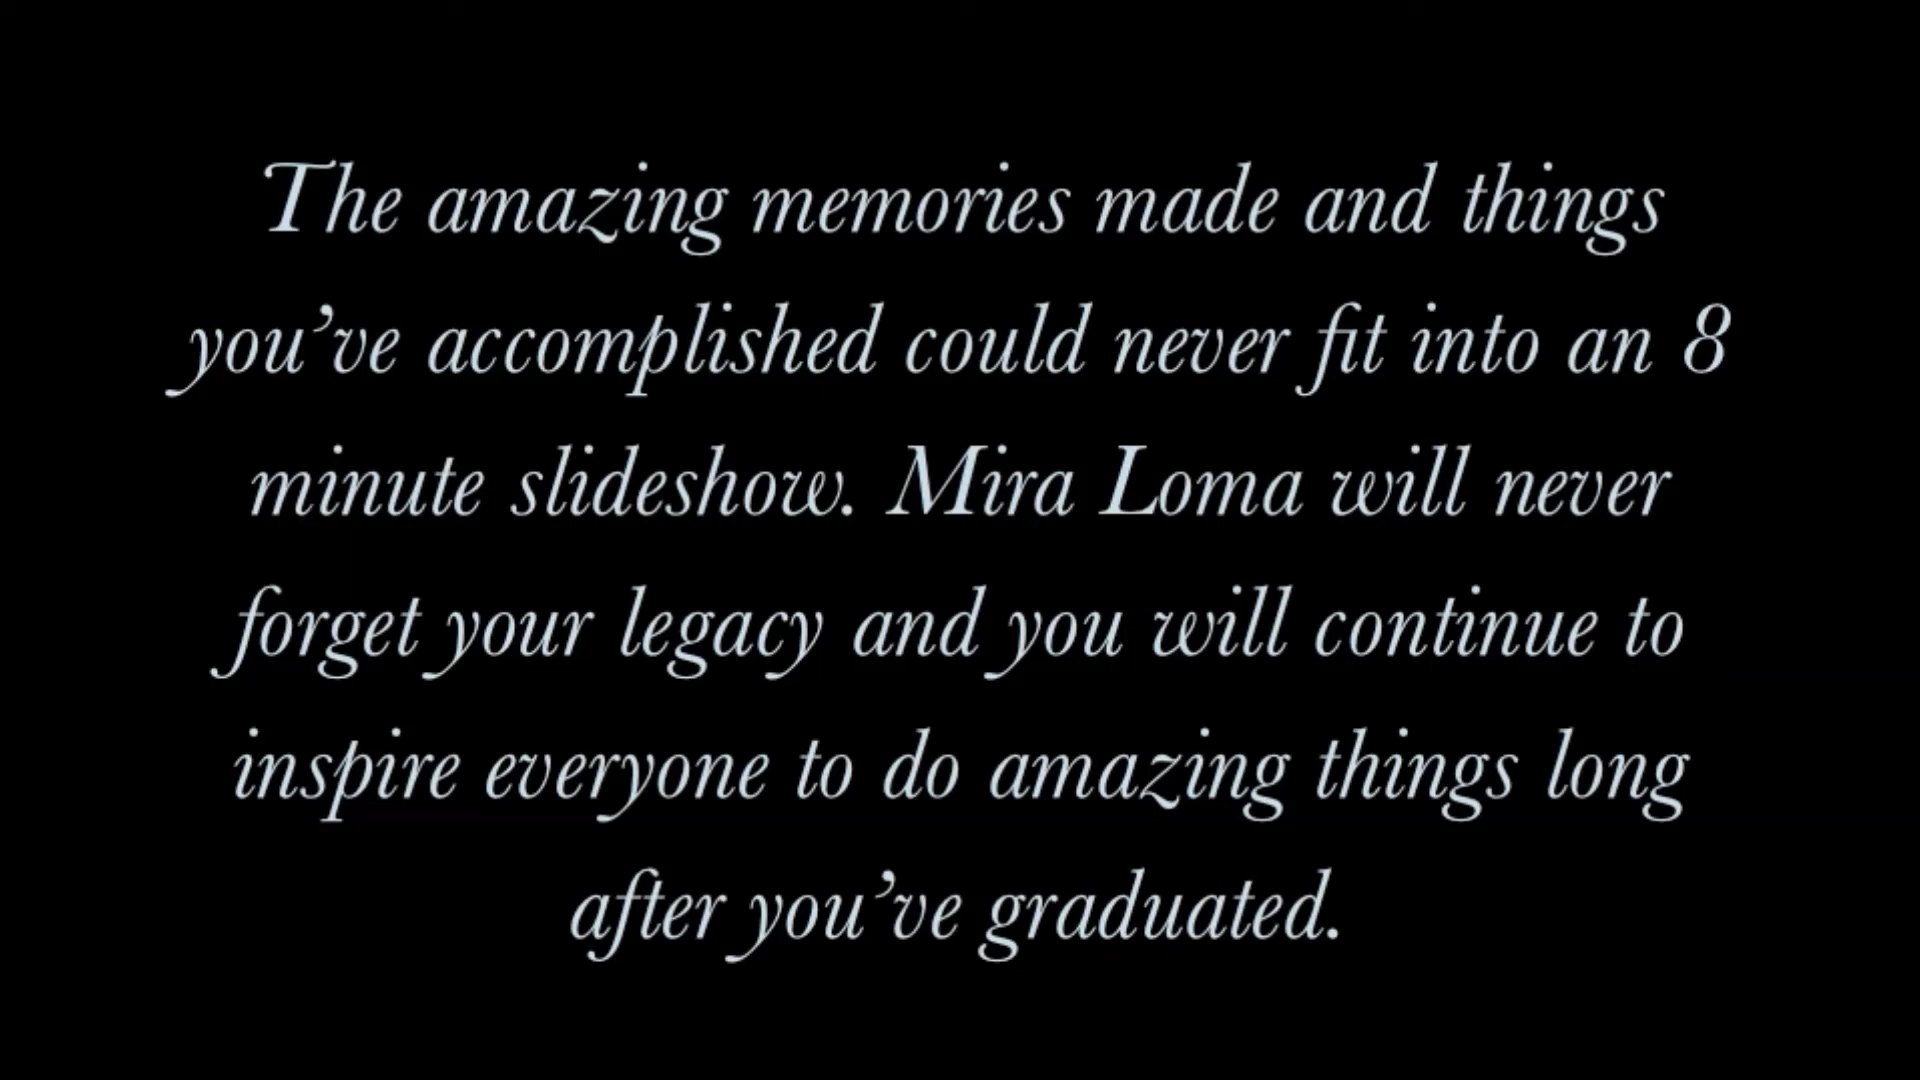 The amazing memories made and things
you’ve accomplished could never fit into an 8
minute slideshow. Mira Loma will never
forget your legacy and you will continue to
inspire everyone to do amazing things long
after you’ve graduated.